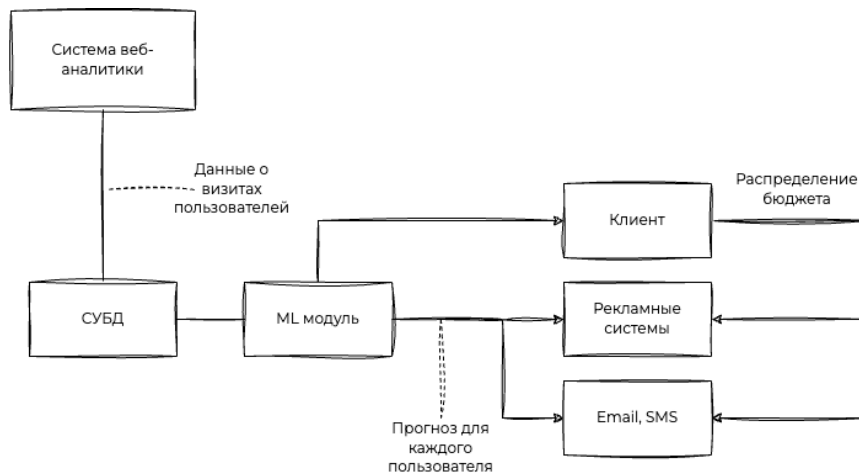 Система веб-
аналитики
Данные о
визитах
пользователей
Распределение
бюджета
Клиент
СУБД
ML модуль
Рекламные
системы
Email, SMS
Прогноз для
каждого
пользователя